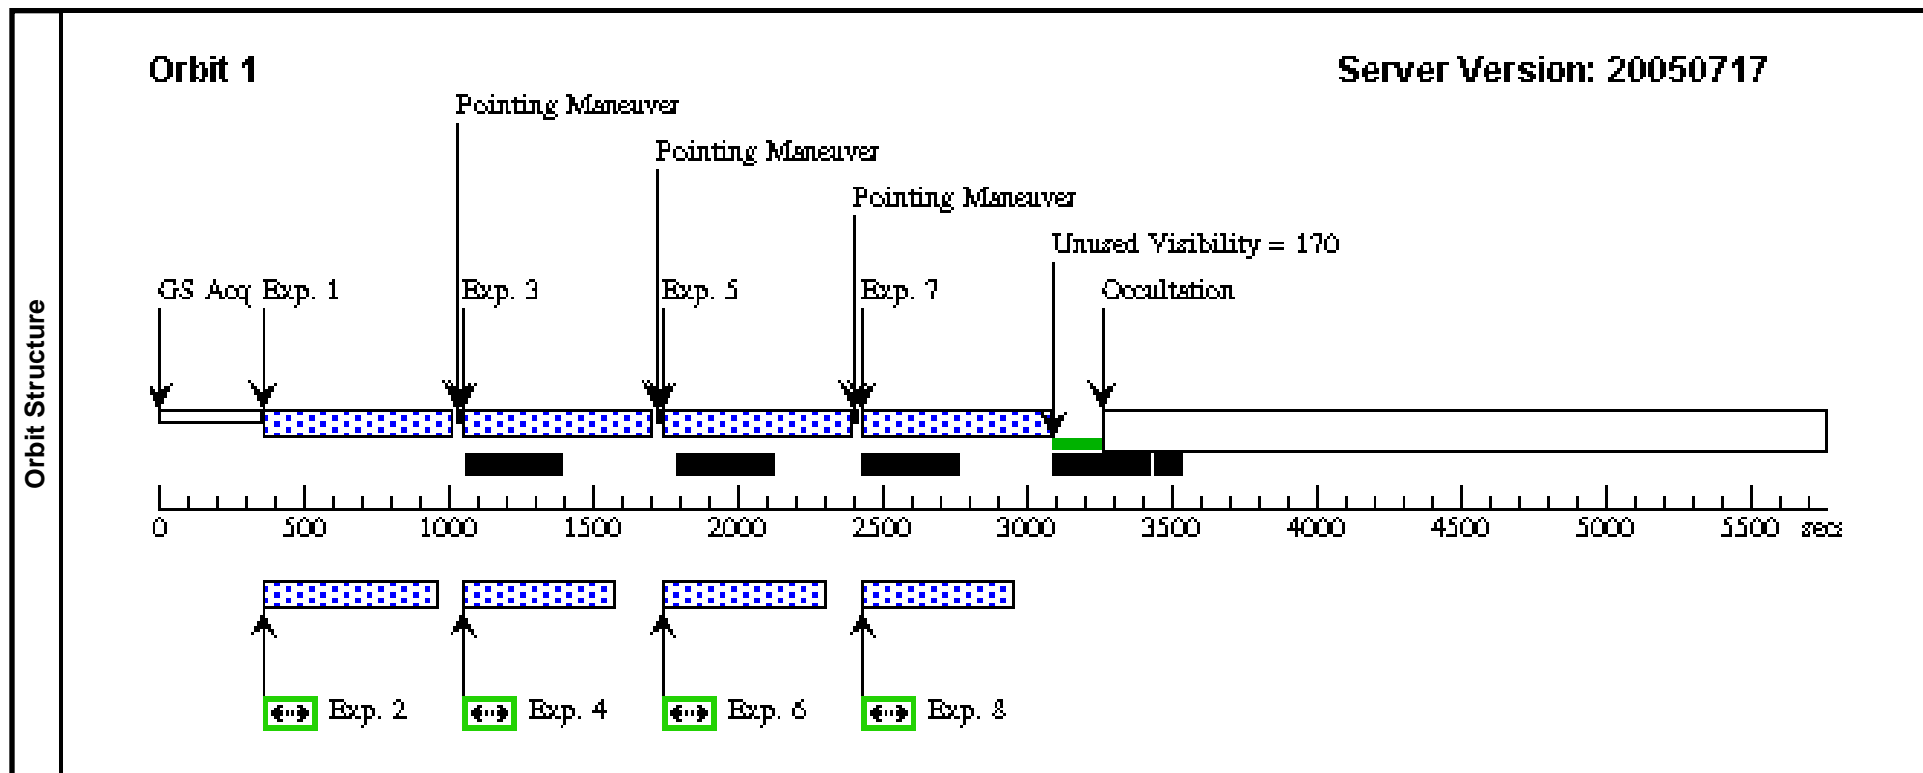 Orbit Structure
Orbit 1
Server Version: 20050717
Pointing Maneuver
Pointing Maneuver
Pointing Maneuver
Unused Visibility = 170
GS Acq Exp. 1 Exp. 3 Exp. 5 Exp. 7 Occultation
0 500 1000 1500 2000 2500 3000 3500 4000 4500 5000 5500 secs
Exp. 2 Exp. 4 Exp. 6 Exp. 8